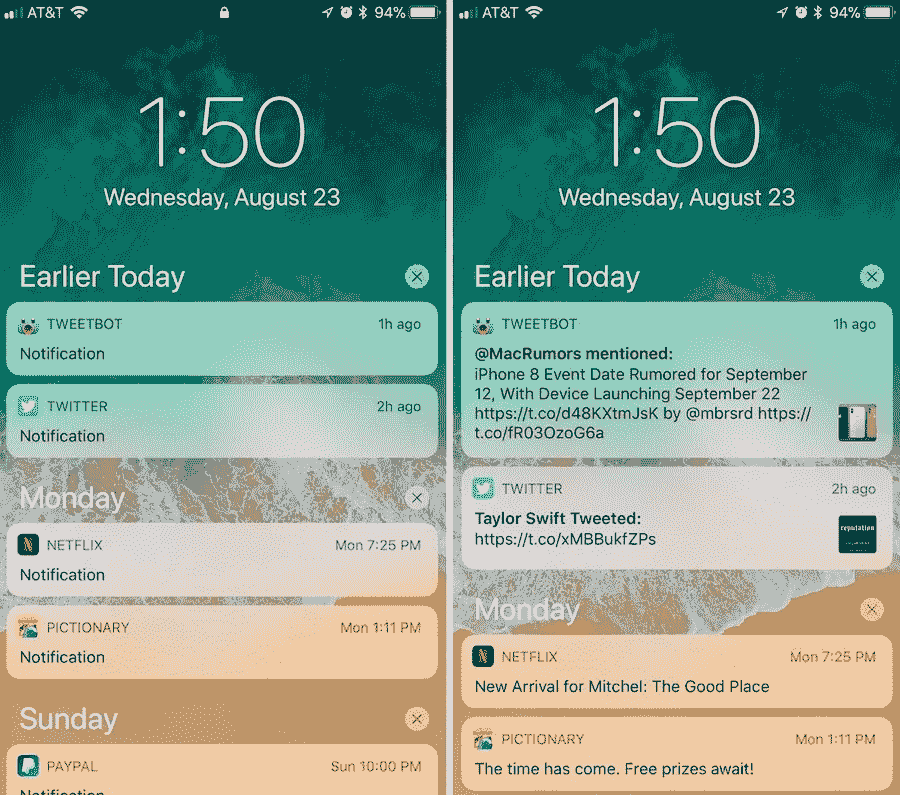 AT&T
94%
1:50
Wednesday, August 23
Earlier Today
TWEETBOT
1h ago
Notification
TWITTER
2h ago
Notification
Monday
NETFLIX
Mon 7:25 PM
Notification
PICTIONARY
Mon 1:11 PM
Notification
Sunday
PAYPAL
Sun 10:00 PM
Notification
AT&T
94%
1:50
Wednesday, August 23
Earlier Today
TWEETBOT
1h ago
@MacRumors mentioned:
iPhone 8 Event Date Rumored for September
12, With Device Launching September 22
https://t.co/d48KXtmJsK by @mbrsrd https://
t.co/fR03OzoG6a
TWITTER
2h ago
Taylor Swift Tweeted:
https://t.co/xMBBukfZPs
reputation
Monday
NETFLIX
Mon 7:25 PM
New Arrival for Mitchel: The Good Place
PICTIONARY
Mon 1:11 PM
The time has come. Free prizes await!